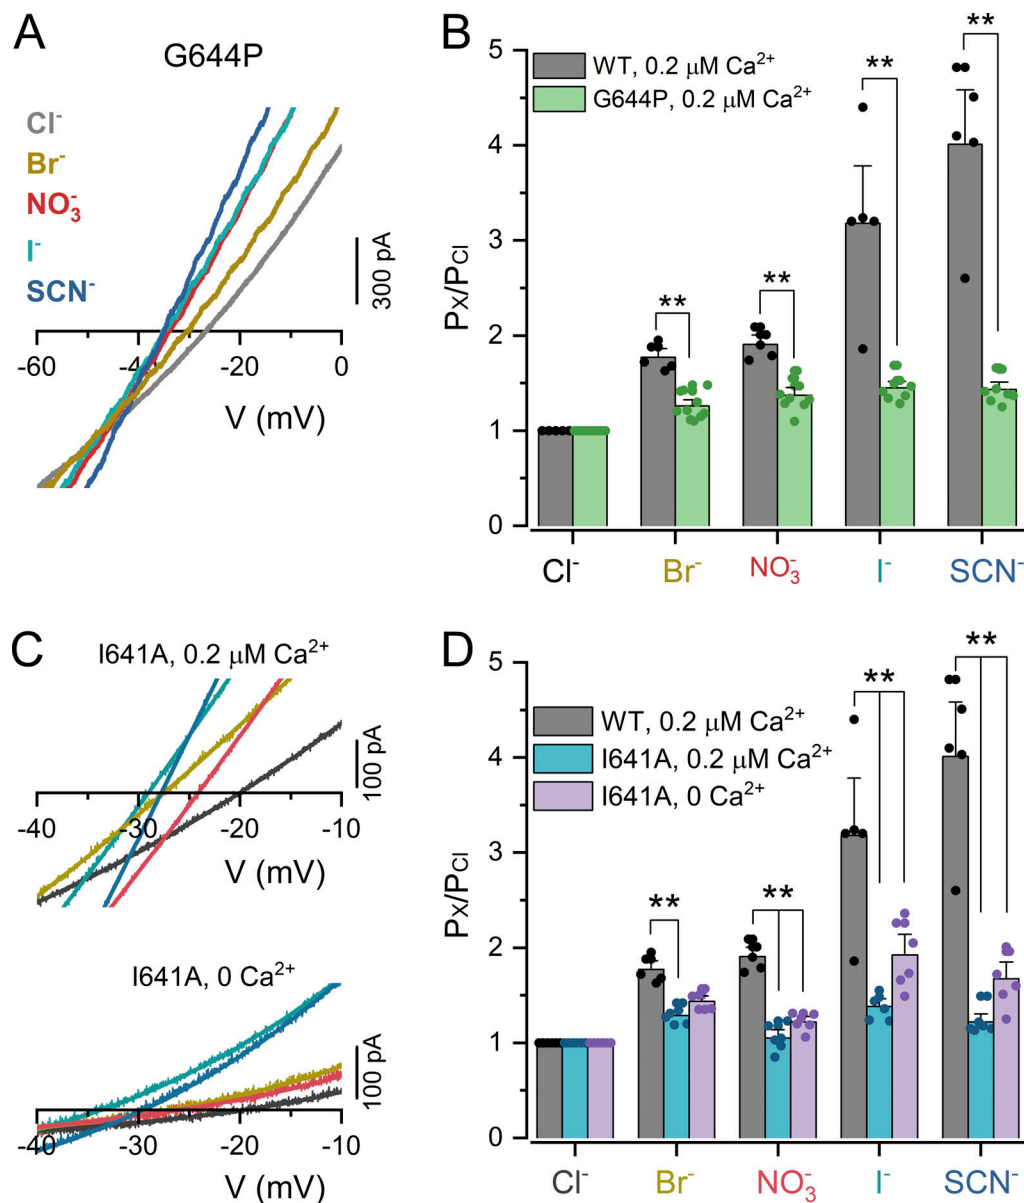 A
G644P
Cl⁻
Br⁻
NO₃⁻
I⁻
SCN⁻
300 pA
-60 -40 -20 0
V (mV)
B
WT, 0.2 μM Ca²⁺
G644P, 0.2 μM Ca²⁺
** ** ** **
Px/PCl
5
4
3
2
1
0
Cl⁻ Br⁻ NO₃⁻ I⁻ SCN⁻
C
I641A, 0.2 μM Ca²⁺
100 pA
-40 -30 -20 -10
V (mV)
I641A, 0 Ca²⁺
100 pA
-40 -30 -20 -10
V (mV)
D
WT, 0.2 μM Ca²⁺
I641A, 0.2 μM Ca²⁺
I641A, 0 Ca²⁺
** ** ** **
Px/PCl
5
4
3
2
1
0
Cl⁻ Br⁻ NO₃⁻ I⁻ SCN⁻